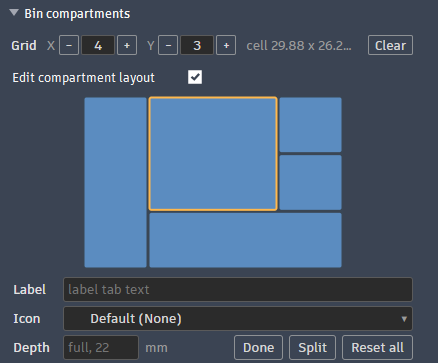 Bin compartments
Grid X - 4 + Y - 3 + cell 29.88 x 26.2... Clear
Edit compartment layout
Label label tab text
Icon Default (None)
Depth full, 22 mm Done Split Reset all